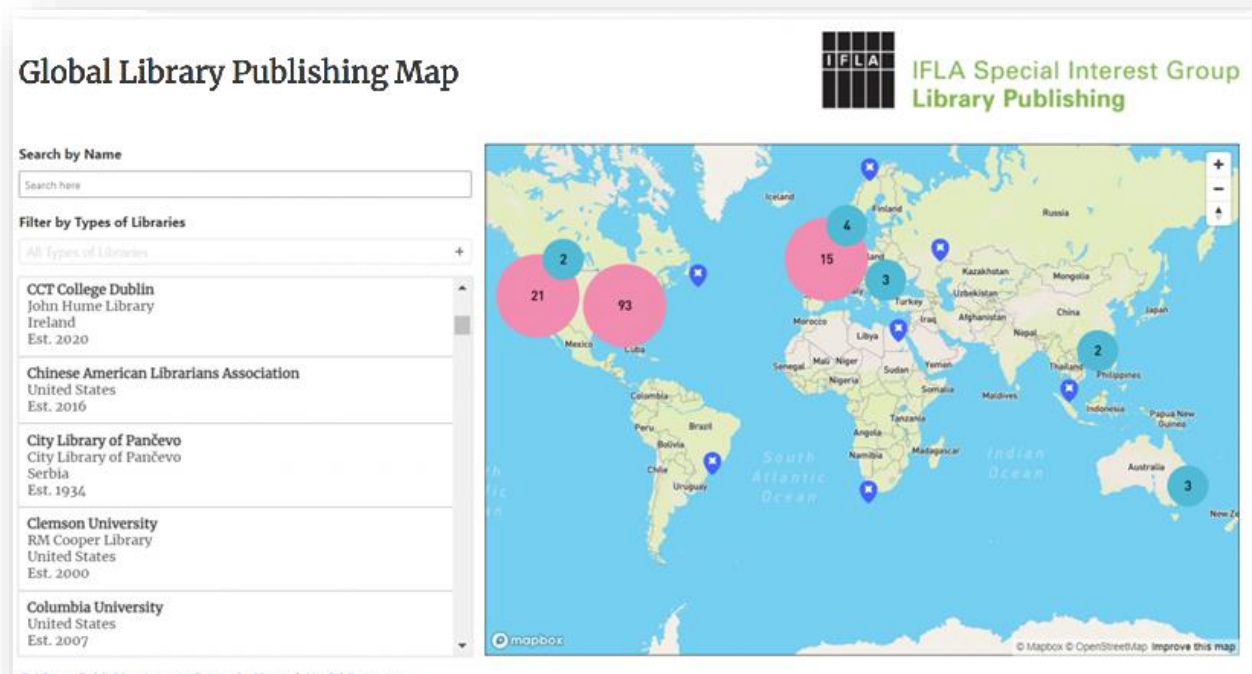 Global Library Publishing Map
IFLA
IFLA Special Interest Group
Library Publishing
Search by Name
Search here
Filter by Types of Libraries
All Types of Libraries
+
CCT College Dublin
John Hume Library
Ireland
Est. 2020
Chinese American Librarians Association
United States
Est. 2016
City Library of Pančevo
City Library of Pančevo
Serbia
Est. 1934
Clemson University
RM Cooper Library
United States
Est. 2000
Columbia University
United States
Est. 2007
+
−
Iceland
Finland
Russia
4
2
15
land
3
21
93
Kazakhstan
Mongolia
Uzbekistan
Turkey
ly
Morocco
Iraq
Afghanistan
China
Japan
Nepal
Libya
Mexico
Cuba
2
Mali
Niger
Sudan
Yemen
Thailand
Philippines
Senegal
Nigeria
Somalia
Maldives
Colombia
Indonesia
Papua New
Guinea
Tanzania
Peru
Brazil
Angola
Bolivia
Namibia
Madagascar
South
Atlantic
Ocean
Indian
Ocean
Australia
Chile
Uruguay
3
New Ze
mapbox
© Mapbox © OpenStreetMap Improve this map